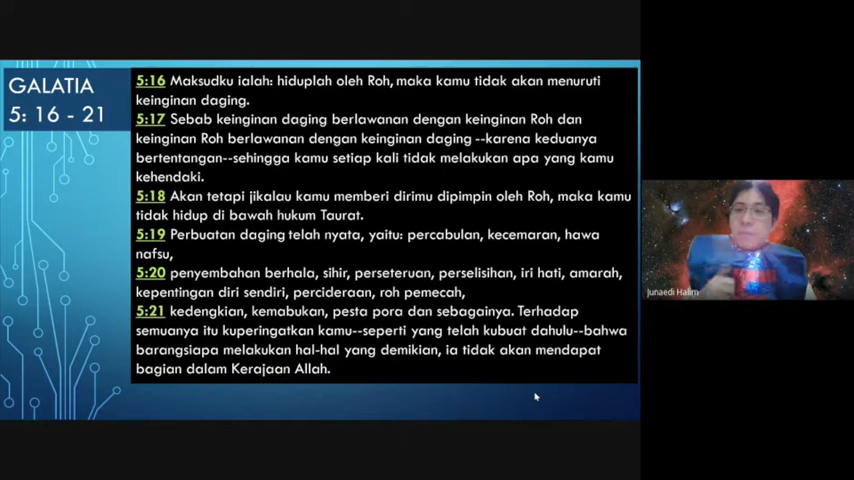 GALATIA
5: 16 - 21
5:16 Maksudku ialah: hiduplah oleh Roh, maka kamu tidak akan menuruti
keinginan daging.
5:17 Sebab keinginan daging berlawanan dengan keinginan Roh dan
keinginan Roh berlawanan dengan keinginan daging --karena keduanya
bertentangan--sehingga kamu setiap kali tidak melakukan apa yang kamu
kehendaki.
5:18 Akan tetapi jikalau kamu memberi dirimu dipimpin oleh Roh, maka kamu
tidak hidup di bawah hukum Taurat.
5:19 Perbuatan daging telah nyata, yaitu: percabulan, kecemaran, hawa
nafsu,
5:20 penyembahan berhala, sihir, perseteruan, perselisihan, iri hati, amarah,
kepentingan diri sendiri, percideraan, roh pemecah,
5:21 kedengkian, kemabukan, pesta pora dan sebagainya. Terhadap
semuanya itu kuperingatkan kamu--seperti yang telah kubuat dahulu--bahwa
barangsiapa melakukan hal-hal yang demikian, ia tidak akan mendapat
bagian dalam Kerajaan Allah.
Junaedi Halim